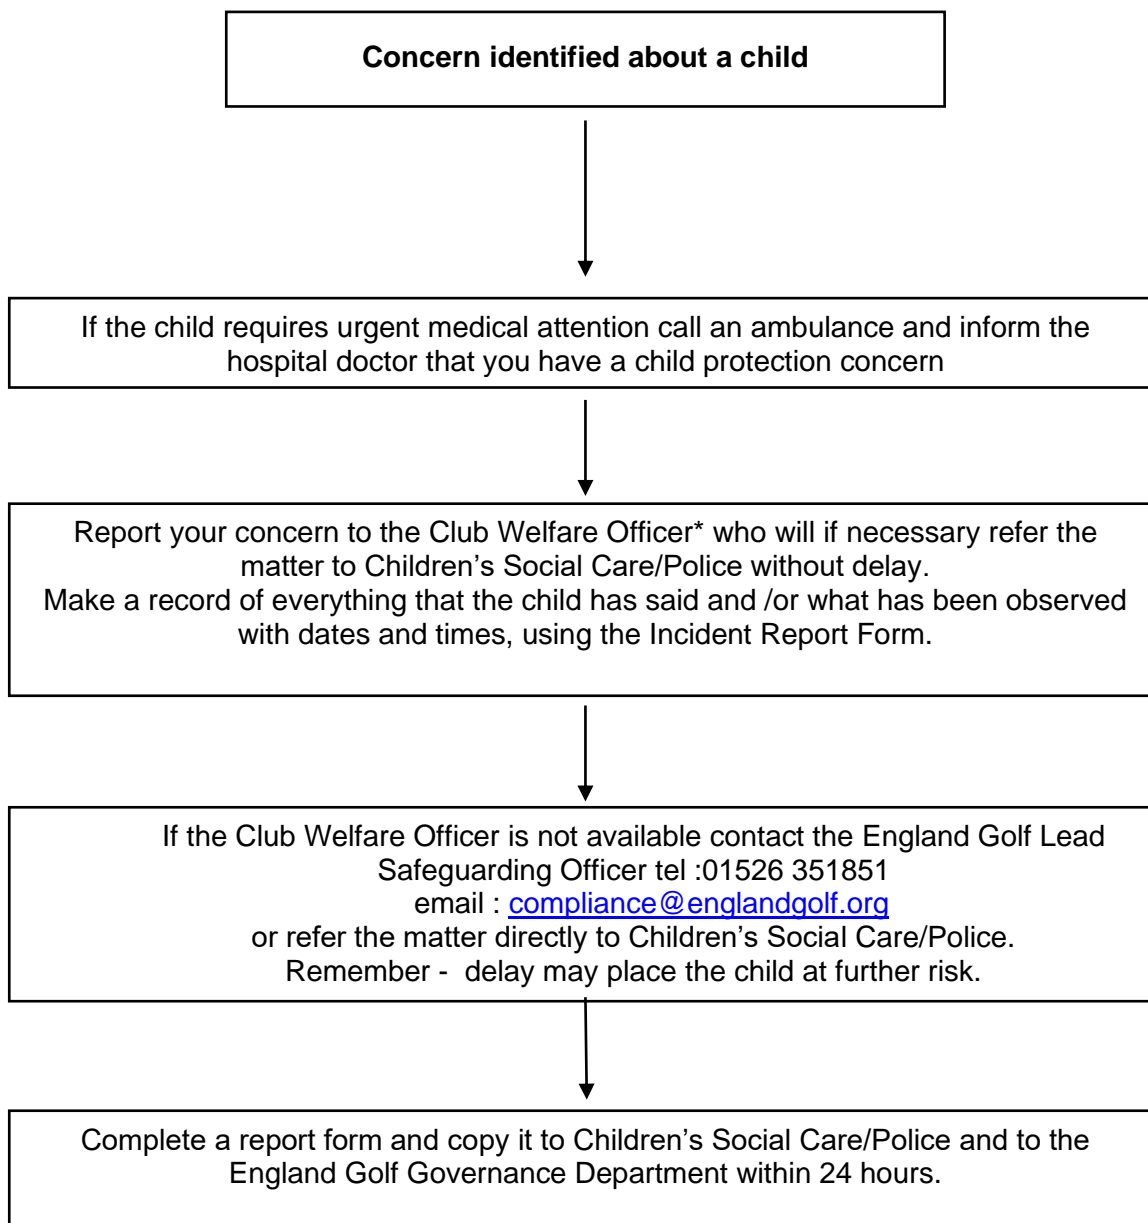 Concern identified about a child
If the child requires urgent medical attention call an ambulance and inform the
hospital doctor that you have a child protection concern
Report your concern to the Club Welfare Officer* who will if necessary refer the
matter to Children’s Social Care/Police without delay.
Make a record of everything that the child has said and /or what has been observed
with dates and times, using the Incident Report Form.
If the Club Welfare Officer is not available contact the England Golf Lead
Safeguarding Officer tel :01526 351851
email : compliance@englandgolf.org
or refer the matter directly to Children’s Social Care/Police.
Remember -  delay may place the child at further risk.
Complete a report form and copy it to Children’s Social Care/Police and to the
England Golf Governance Department within 24 hours.